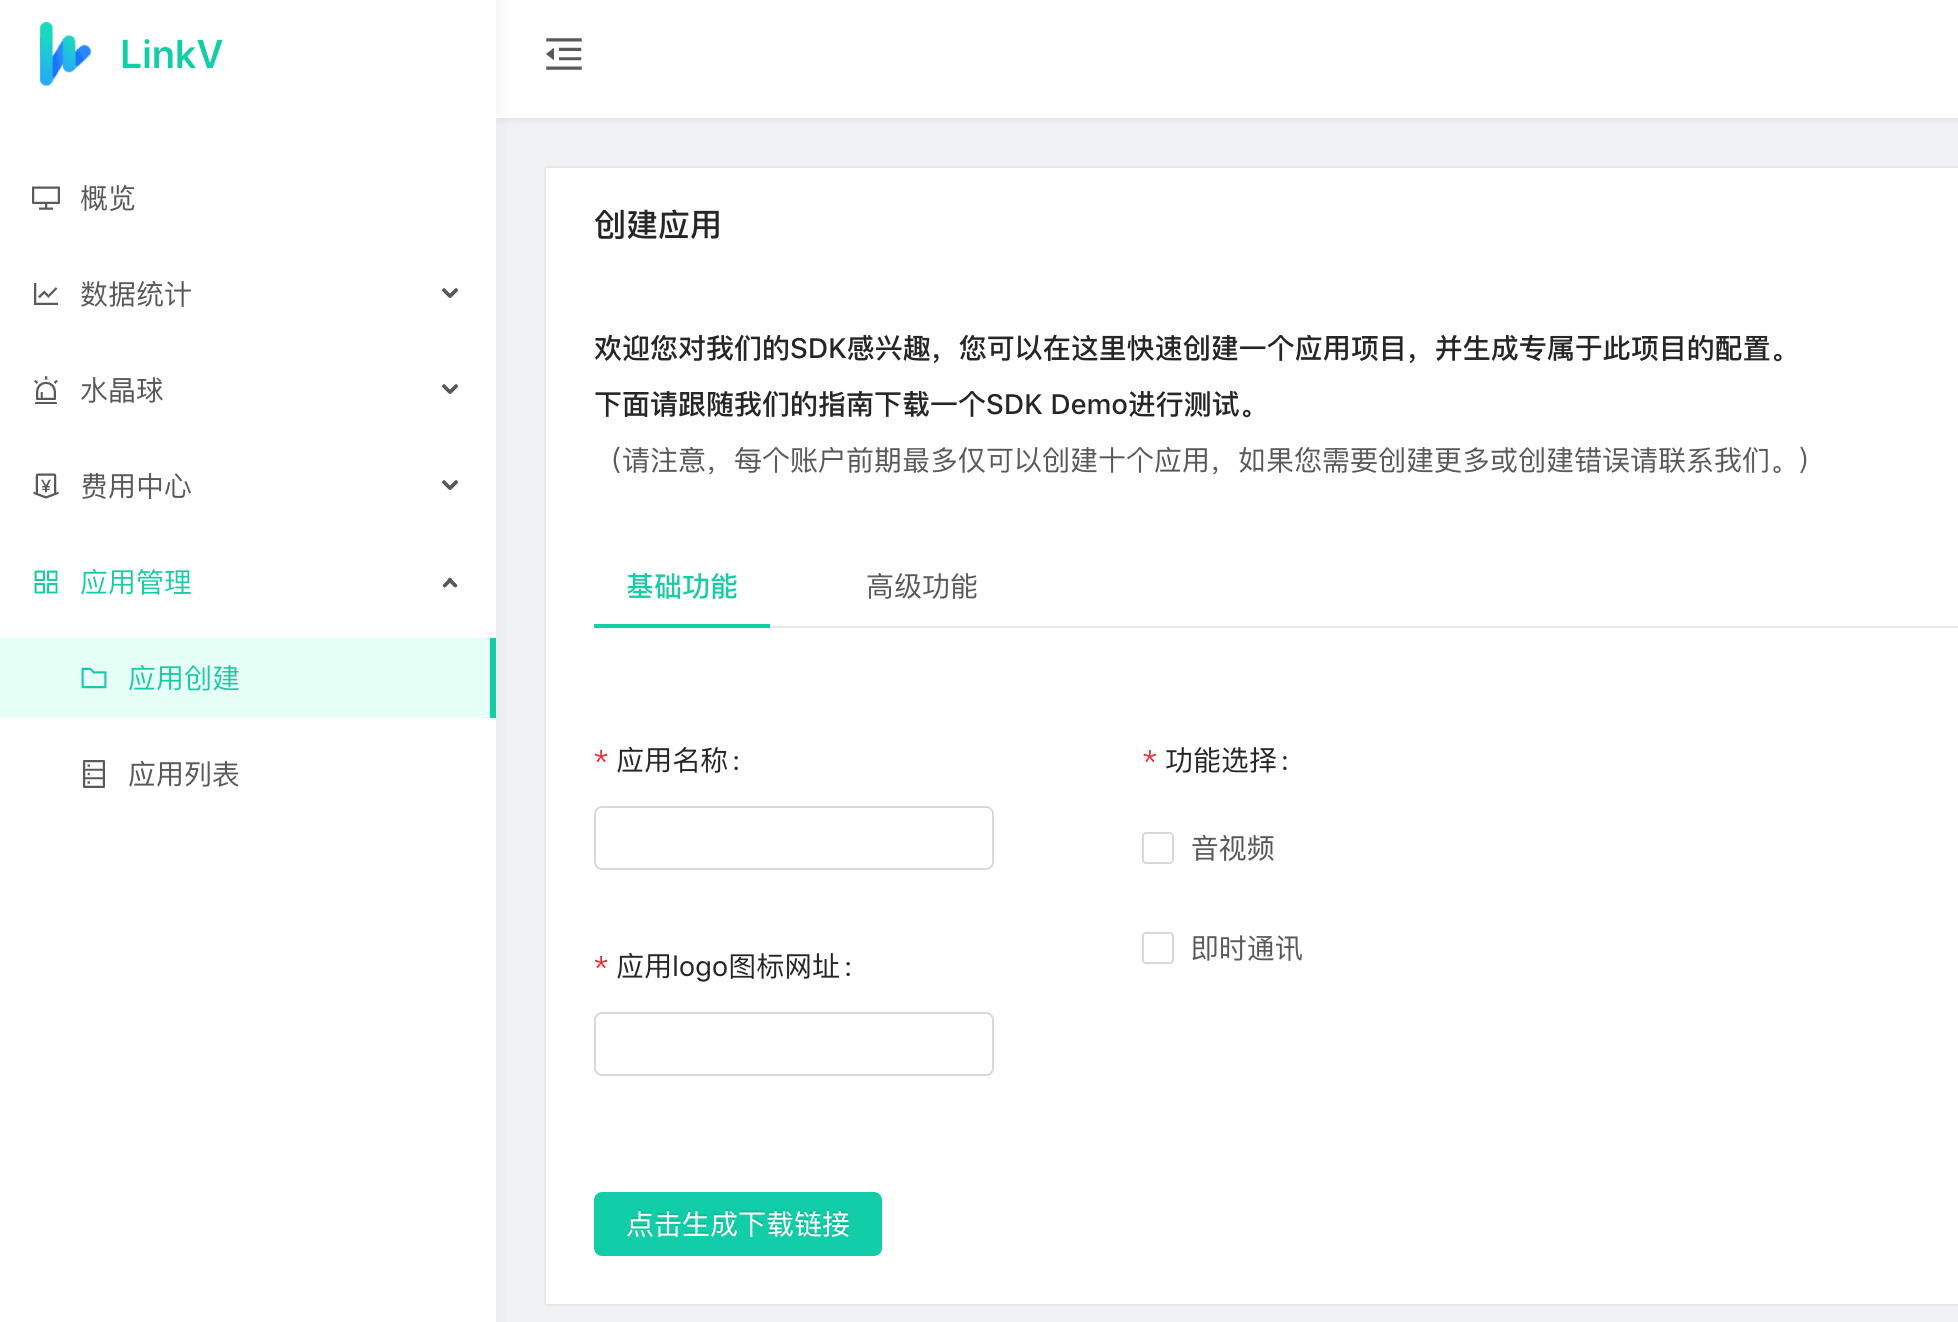 LinkV
概览
数据统计
水晶球
费用中心
应用管理
应用创建
应用列表
创建应用
欢迎您对我们的SDK感兴趣，您可以在这里快速创建一个应用项目，并生成专属于此项目的配置。
下面请跟随我们的指南下载一个SDK Demo进行测试。
（请注意，每个账户前期最多仅可以创建十个应用，如果您需要创建更多或创建错误请联系我们。）
基础功能 高级功能
* 应用名称:
* 应用logo图标网址:
* 功能选择:
音视频
即时通讯
点击生成下载链接